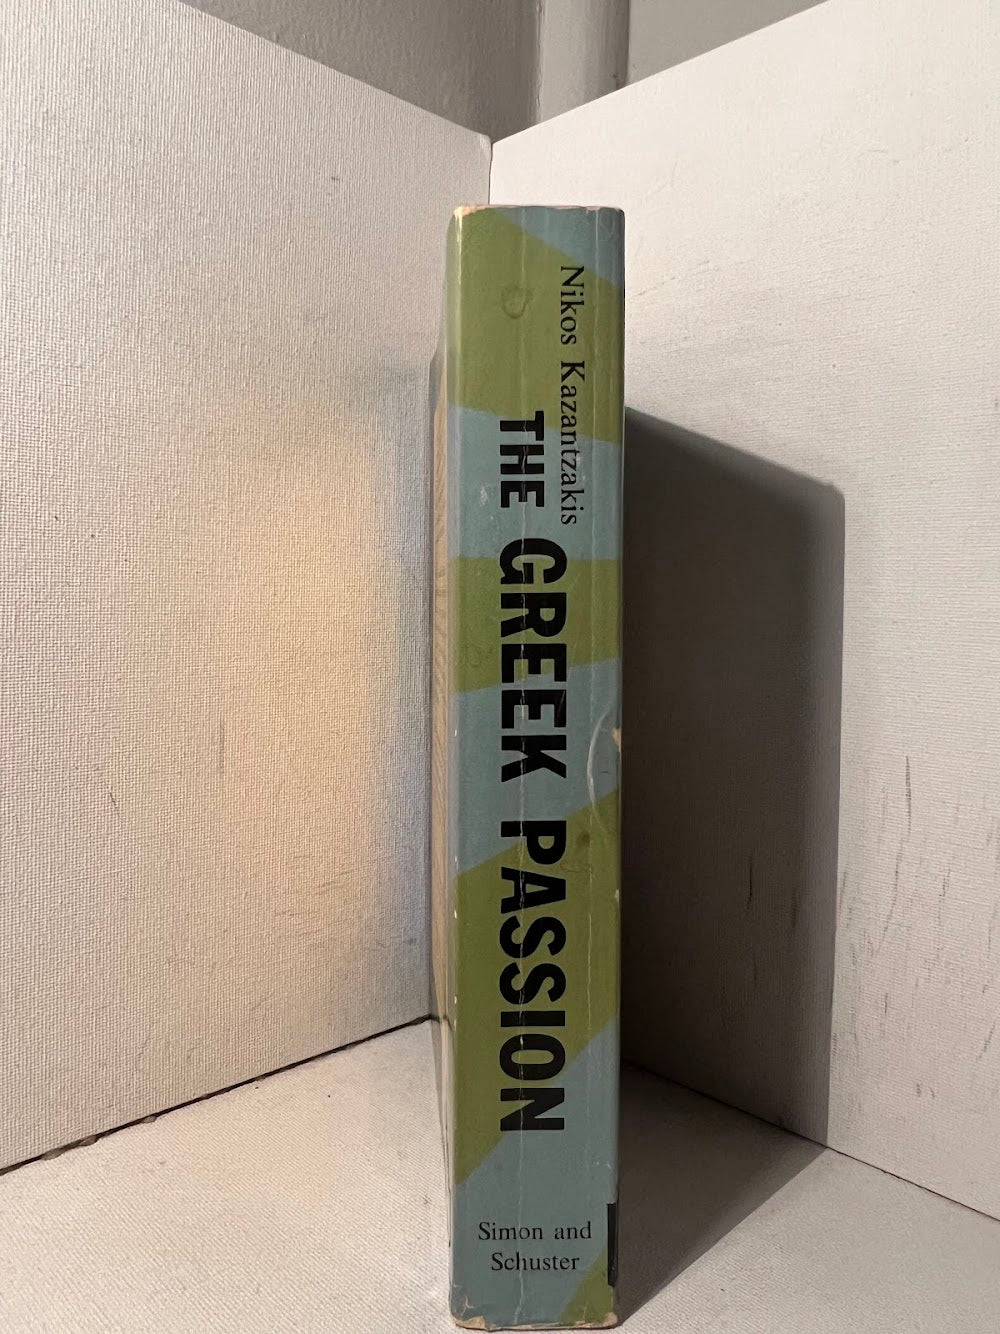 Nikos Kazantzakis
THE GREEK PASSION
Simon and
Schuster